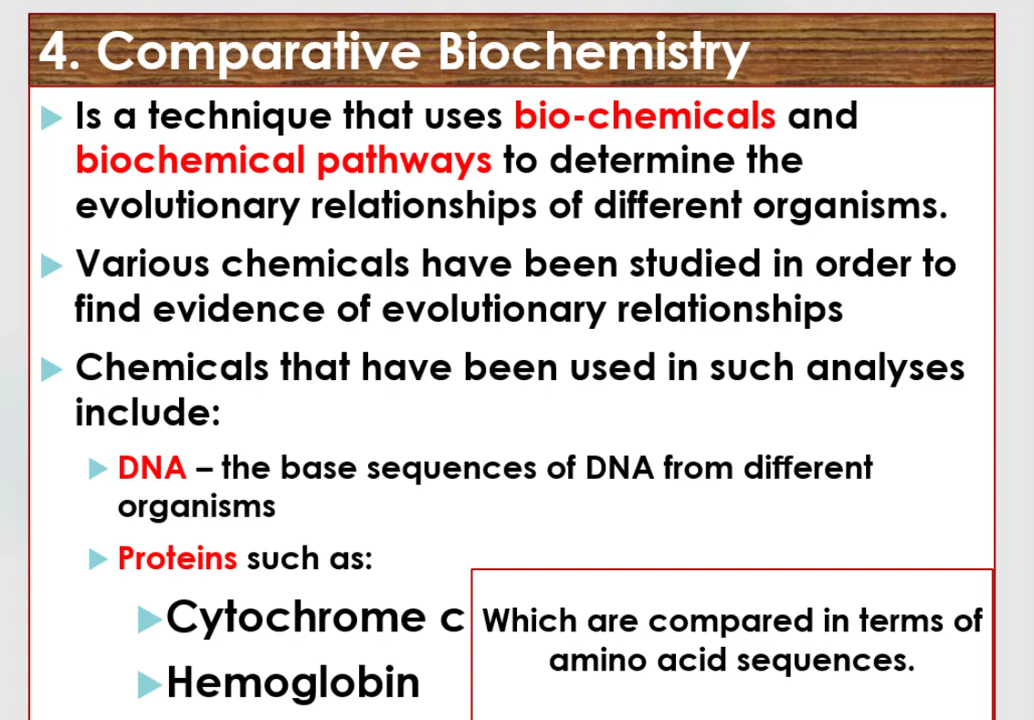 4. Comparative Biochemistry
Is a technique that uses bio-chemicals and
biochemical pathways to determine the
evolutionary relationships of different organisms.
Various chemicals have been studied in order to
find evidence of evolutionary relationships
Chemicals that have been used in such analyses
include:
DNA – the base sequences of DNA from different
organisms
Proteins such as:
Cytochrome c
Hemoglobin
Which are compared in terms of
amino acid sequences.